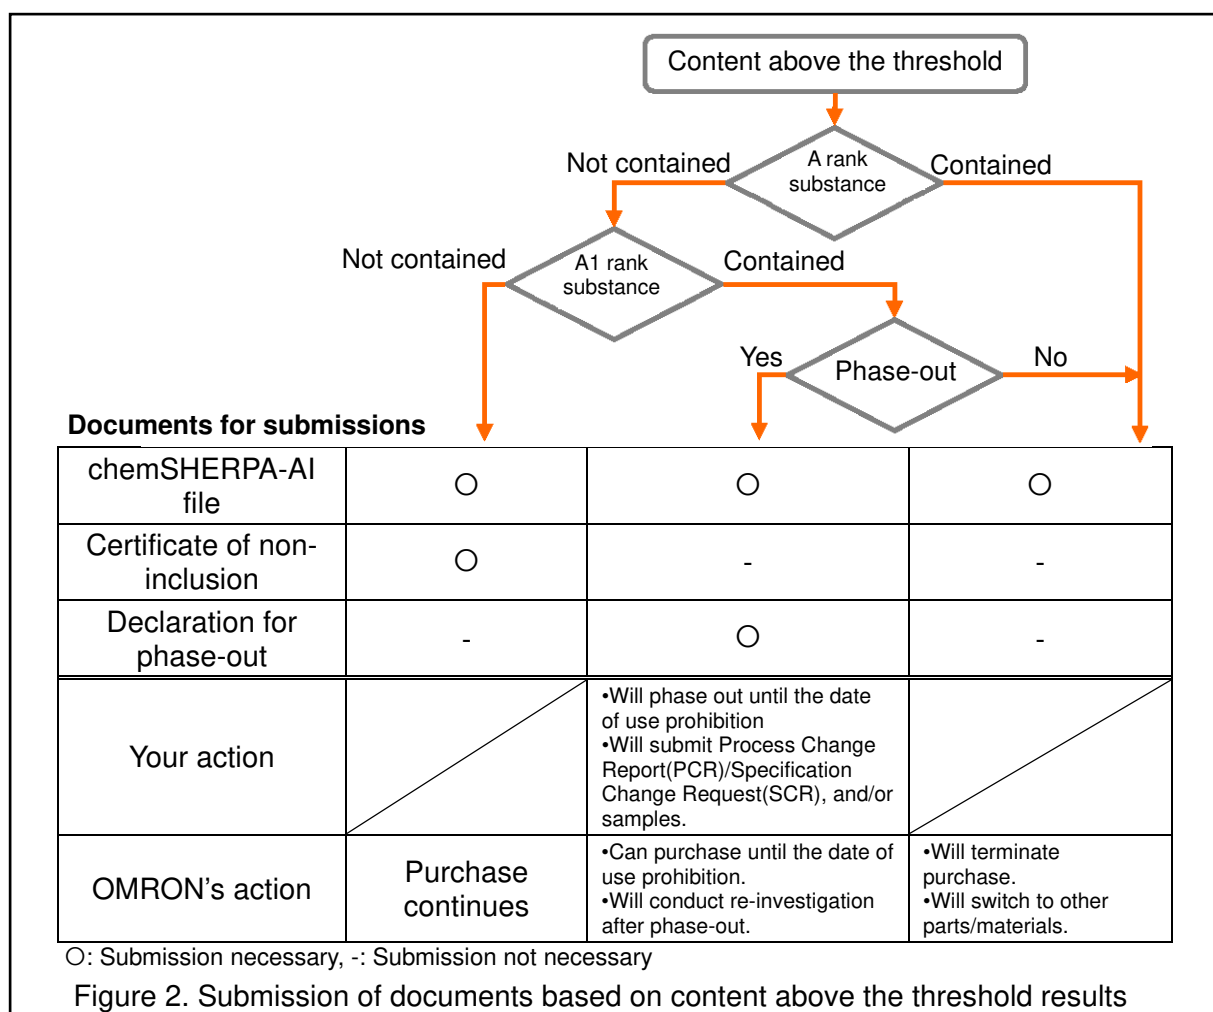 Content above the threshold
A rank
substance
Not contained
Contained
A1 rank
substance
Not contained
Contained
Phase-out
Yes
No
Documents for submissions
chemSHERPA-AI
file
○
○
○
Certificate of non-
inclusion
○
-
-
Declaration for
phase-out
-
○
-
Your action
•Will phase out until the date
of use prohibition
•Will submit Process Change
Report(PCR)/Specification
Change Request(SCR), and/or
samples.
OMRON's action
Purchase
continues
•Can purchase until the date of
use prohibition.
•Will conduct re-investigation
after phase-out.
•Will terminate
purchase.
•Will switch to other
parts/materials.
○: Submission necessary, -: Submission not necessary
Figure 2. Submission of documents based on content above the threshold results